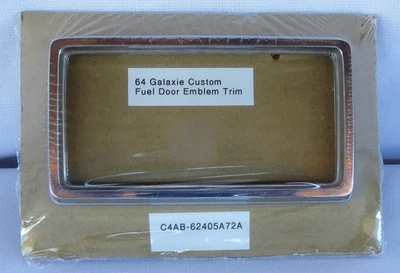 64 Galaxie Custom
Fuel Door Emblem Trim
C4AB-62405A72A